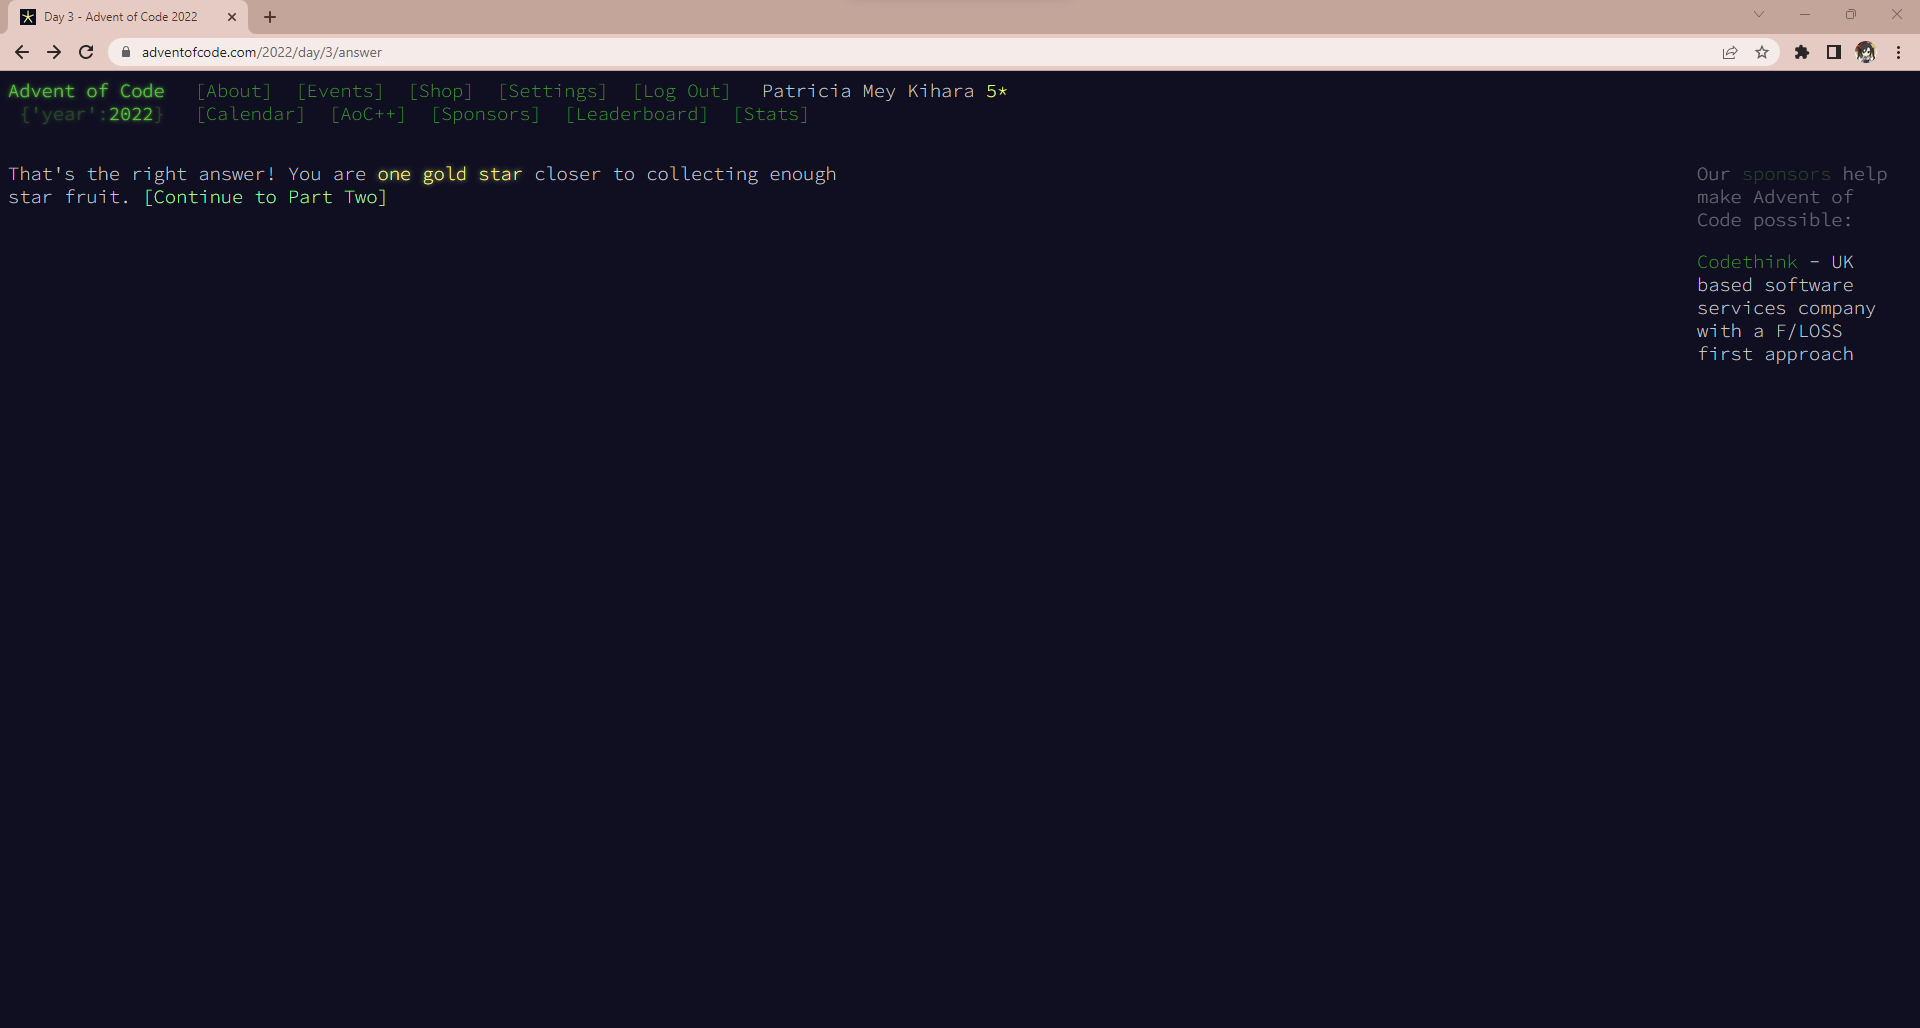 Day 3 - Advent of Code 2022
adventofcode.com/2022/day/3/answer
Advent of Code [About] [Events] [Shop] [Settings] [Log Out] Patricia Mey Kihara 5*
{'year':2022} [Calendar] [AoC++] [Sponsors] [Leaderboard] [Stats]
That's the right answer! You are one gold star closer to collecting enough
star fruit. [Continue to Part Two]
Our sponsors help
make Advent of
Code possible:
Codethink - UK
based software
services company
with a F/LOSS
first approach